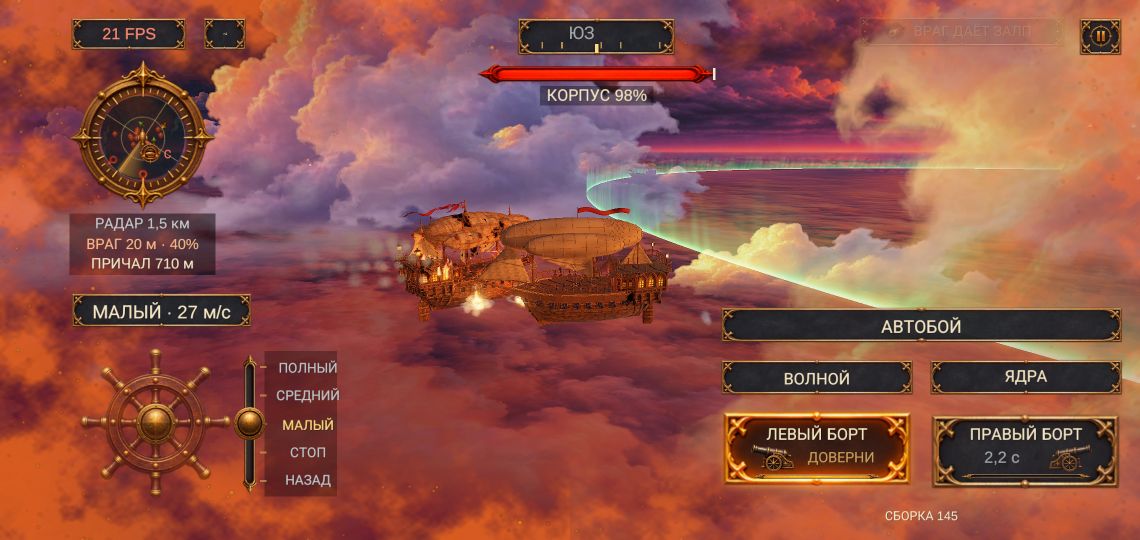 21 FPS
ЮЗ
ВРАГ ДАЁТ ЗАЛП
КОРПУС 98%
С
РАДАР 1,5 км
ВРАГ 20 м · 40%
ПРИЧАЛ 710 м
МАЛЫЙ · 27 м/с
ПОЛНЫЙ
СРЕДНИЙ
МАЛЫЙ
СТОП
НАЗАД
АВТОБОЙ
ВОЛНОЙ
ЯДРА
ЛЕВЫЙ БОРТ
ДОВЕРНИ
ПРАВЫЙ БОРТ
2,2 с
СБОРКА 145